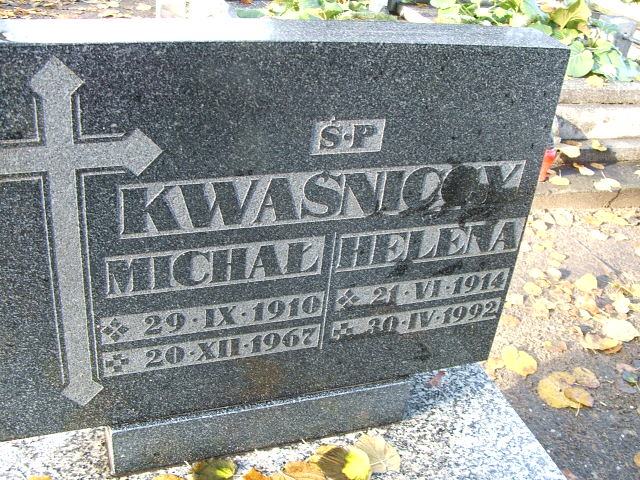 Ś·P
KWAŚNICCY
MICHAŁ HELENA
29·IX·1910 21·VI·1914
20·XII·1967 30·IV·1992